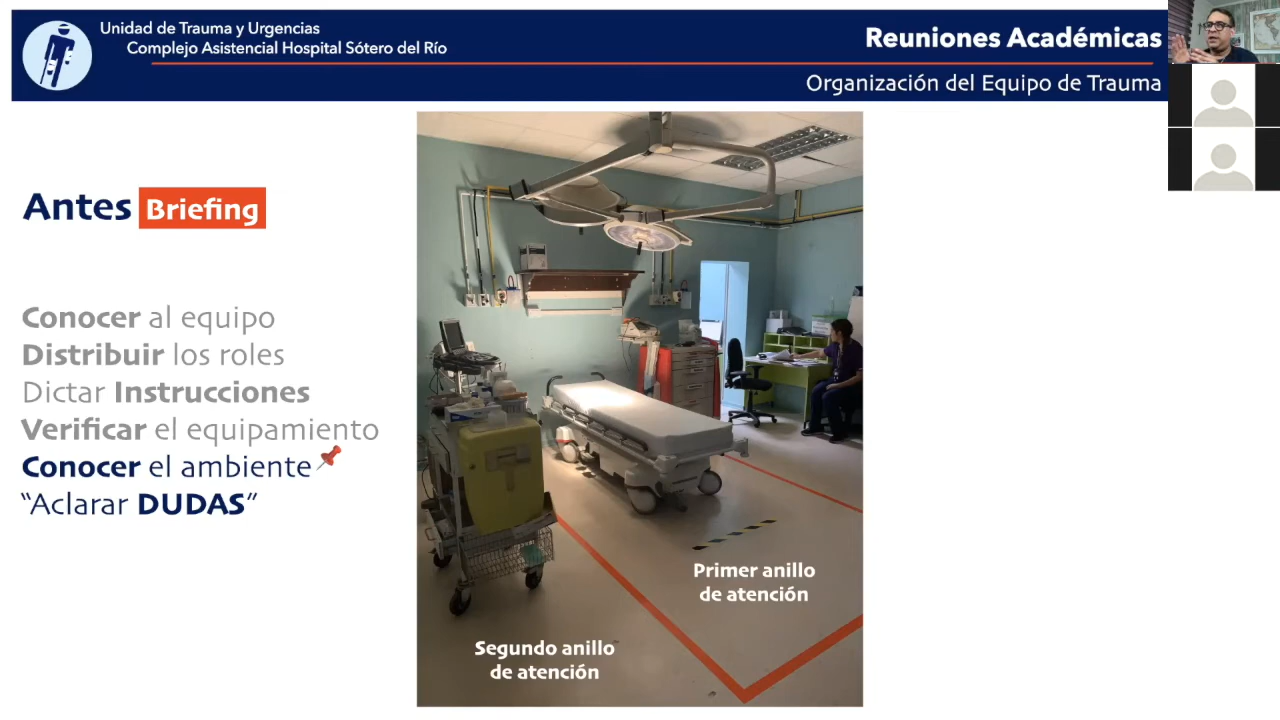 Unidad de Trauma y Urgencias
Complejo Asistencial Hospital Sótero del Río
Reuniones Académicas
Organización del Equipo de Trauma
Antes Briefing
Conocer al equipo
Distribuir los roles
Dictar Instrucciones
Verificar el equipamiento
Conocer el ambiente
“Aclarar DUDAS”
Primer anillo
de atención
Segundo anillo
de atención